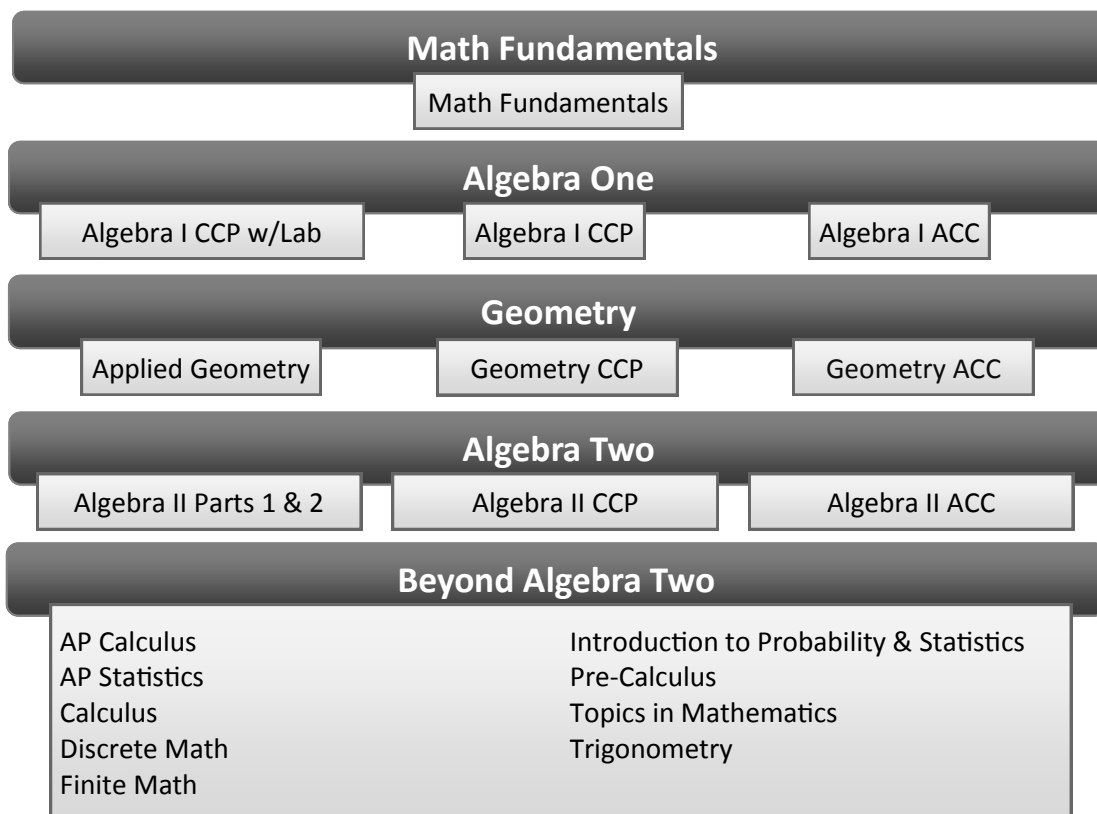 Math Fundamentals
Math Fundamentals
Algebra One
Algebra I CCP w/Lab
Algebra I CCP
Algebra I ACC
Geometry
Applied Geometry
Geometry CCP
Geometry ACC
Algebra Two
Algebra II Parts 1 & 2
Algebra II CCP
Algebra II ACC
Beyond Algebra Two
AP Calculus
AP Statistics
Calculus
Discrete Math
Finite Math
Introduction to Probability & Statistics
Pre-Calculus
Topics in Mathematics
Trigonometry